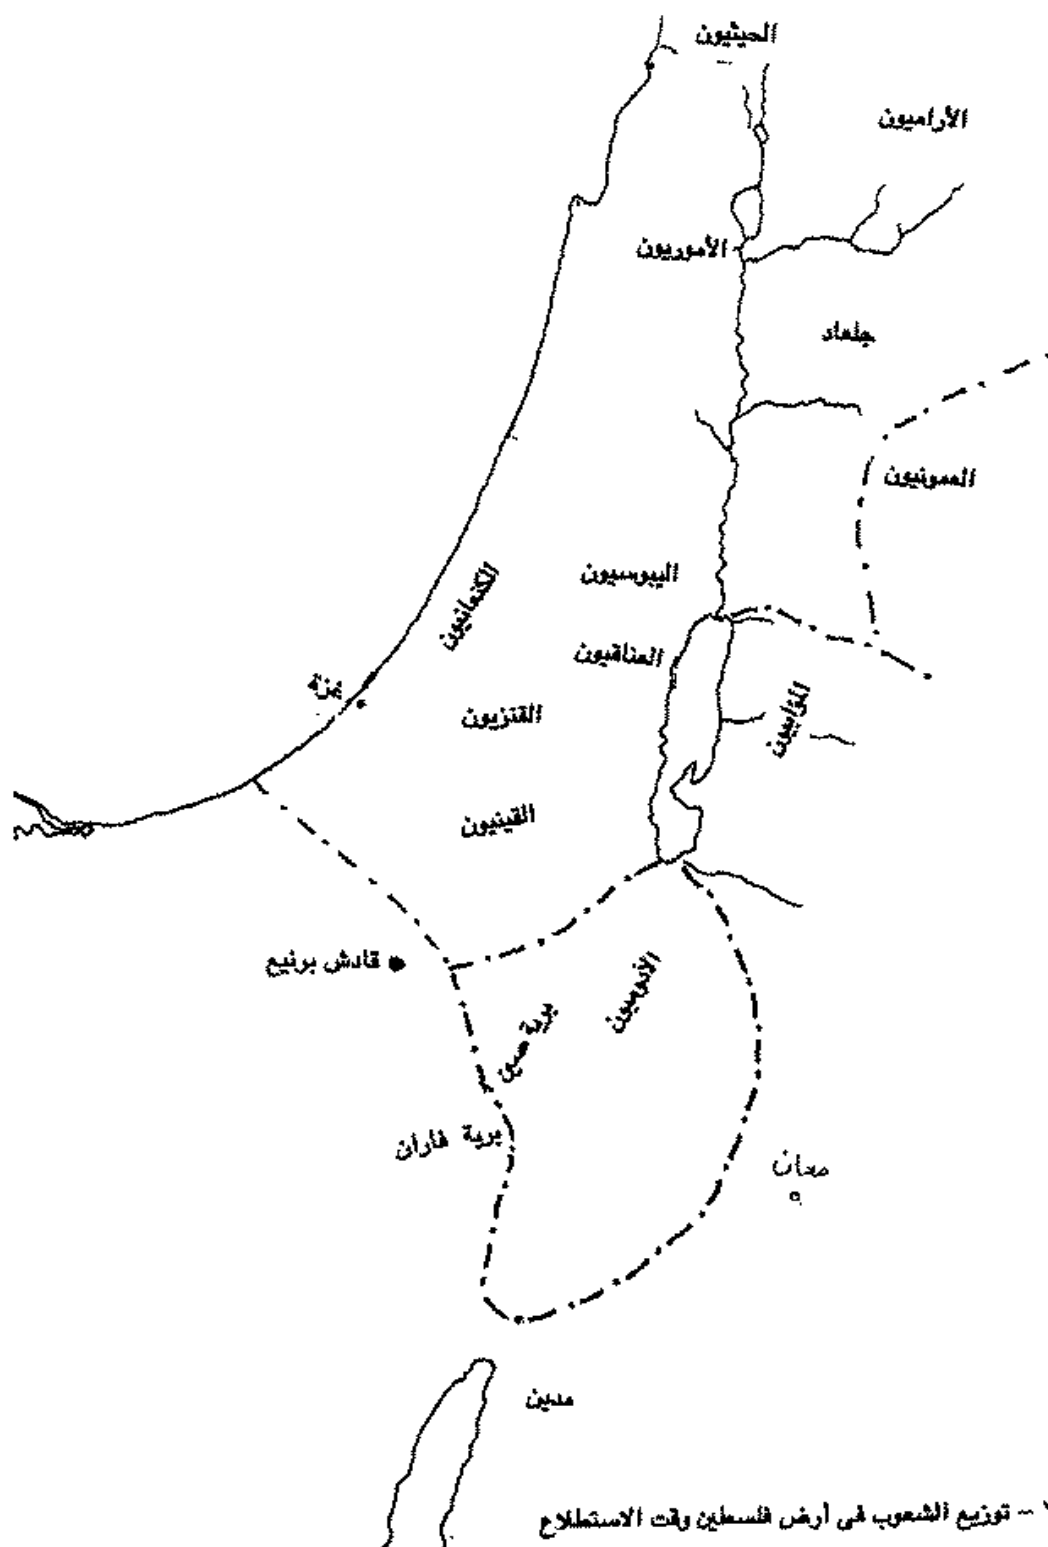 الحيثيون
الأراميون
الأموريون
جلعاد
العمونيون
اليبوسيون
الكنعانيون
العناقيون
غزة
القنزيون
المؤابيون
القينيون
قادش برنيع
الأدوميون
برية صين
برية فاران
معان
مدين
– توزيع الشعوب فى أرض فلسطين وقت الاستطلاع